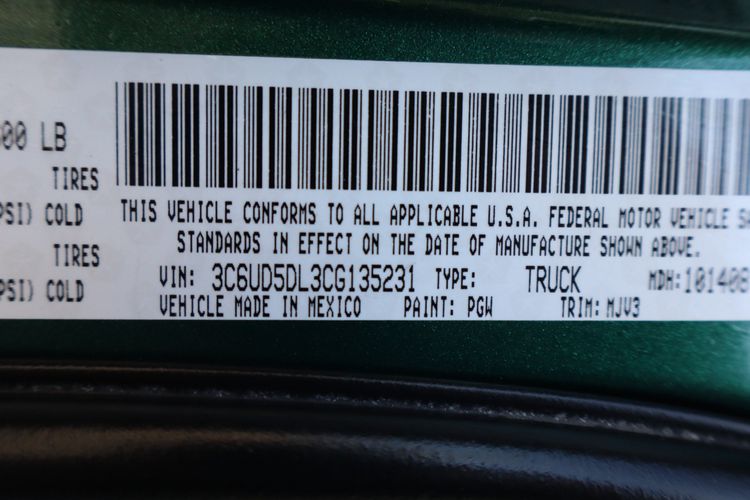 00 LB
TIRES
PSI) COLD
TIRES
PSI) COLD
THIS VEHICLE CONFORMS TO ALL APPLICABLE U.S.A. FEDERAL MOTOR VEHICLE SA
STANDARDS IN EFFECT ON THE DATE OF MANUFACTURE SHOWN ABOVE.
VIN: 3C6UD5DL3CG135231 TYPE: TRUCK MDH:101408
VEHICLE MADE IN MEXICO PAINT: PGW TRIM: MJV3